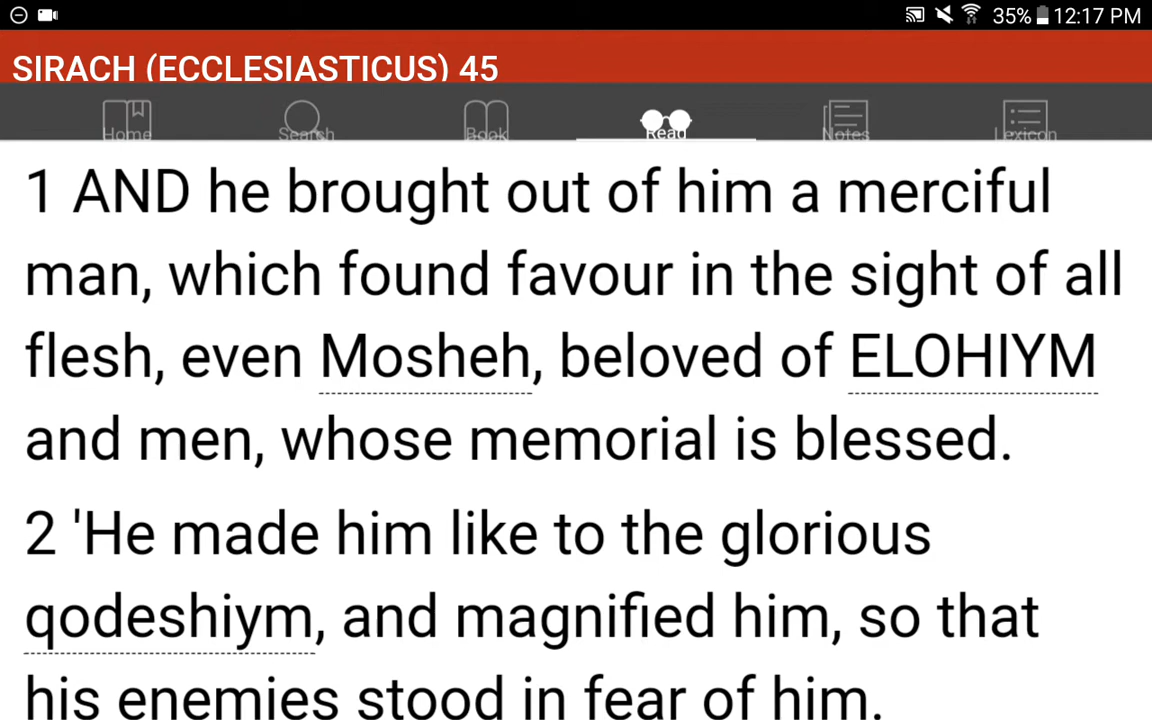 35% 12:17 PM
SIRACH (ECCLESIASTICUS) 45
Home Search Book Read Notes Lexicon
1 AND he brought out of him a merciful
man, which found favour in the sight of all
flesh, even Mosheh, beloved of ELOHIYM
and men, whose memorial is blessed.
2 'He made him like to the glorious
qodeshiym, and magnified him, so that
his enemies stood in fear of him.